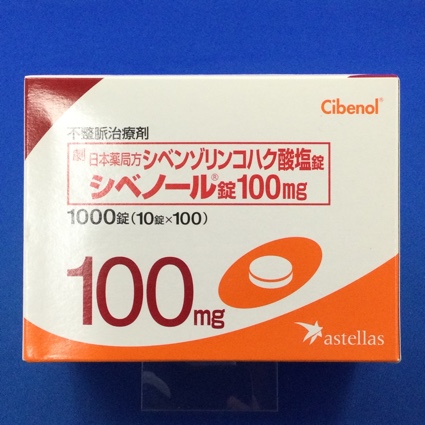 Cibenol®
不整脈治療剤
劇 日本薬局方 シベンゾリンコハク酸塩錠
シベノール®錠100mg
1000錠(10錠×100)
100mg
astellas